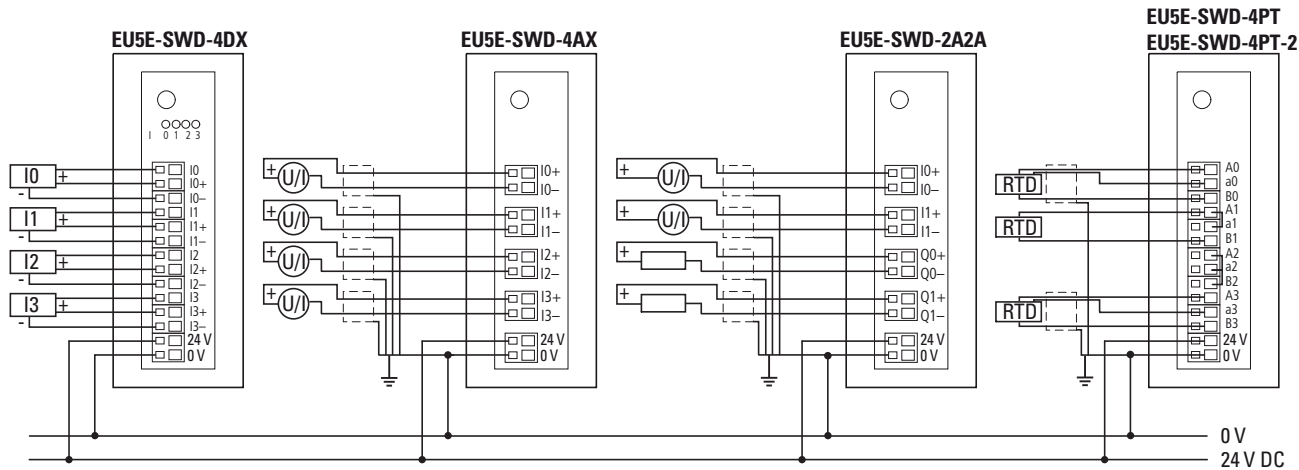 EU5E-SWD-4DX
I 0 1 2 3
I0 +
-
I1 +
-
I2 +
-
I3 +
-
I0
I0+
I0–
I1
I1+
I1–
I2
I2+
I2–
I3
I3+
I3–
24 V
0 V
EU5E-SWD-4AX
+ U/I
+ U/I
+ U/I
+ U/I
I0+
I0–
I1+
I1–
I2+
I2–
I3+
I3–
24 V
0 V
EU5E-SWD-2A2A
+ U/I
+ U/I
+
+
I0+
I0–
I1+
I1–
Q0+
Q0–
Q1+
Q1–
24 V
0 V
EU5E-SWD-4PT
EU5E-SWD-4PT-2
RTD
RTD
RTD
A0
a0
B0
A1
a1
B1
A2
a2
B2
A3
a3
B3
24 V
0 V
0 V
24 V DC